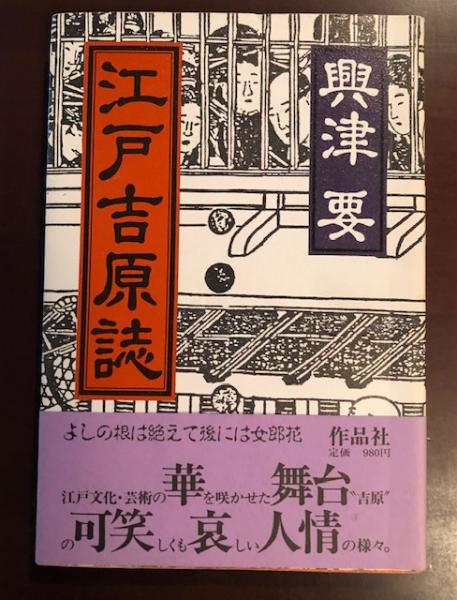 興津 要
江戸吉原誌
よしの根は絶えて後には女郎花
作品社
定価 980円
江戸文化・芸術の華を咲かせた舞台〝吉原〟
の可笑しくも哀しい人情の様々。